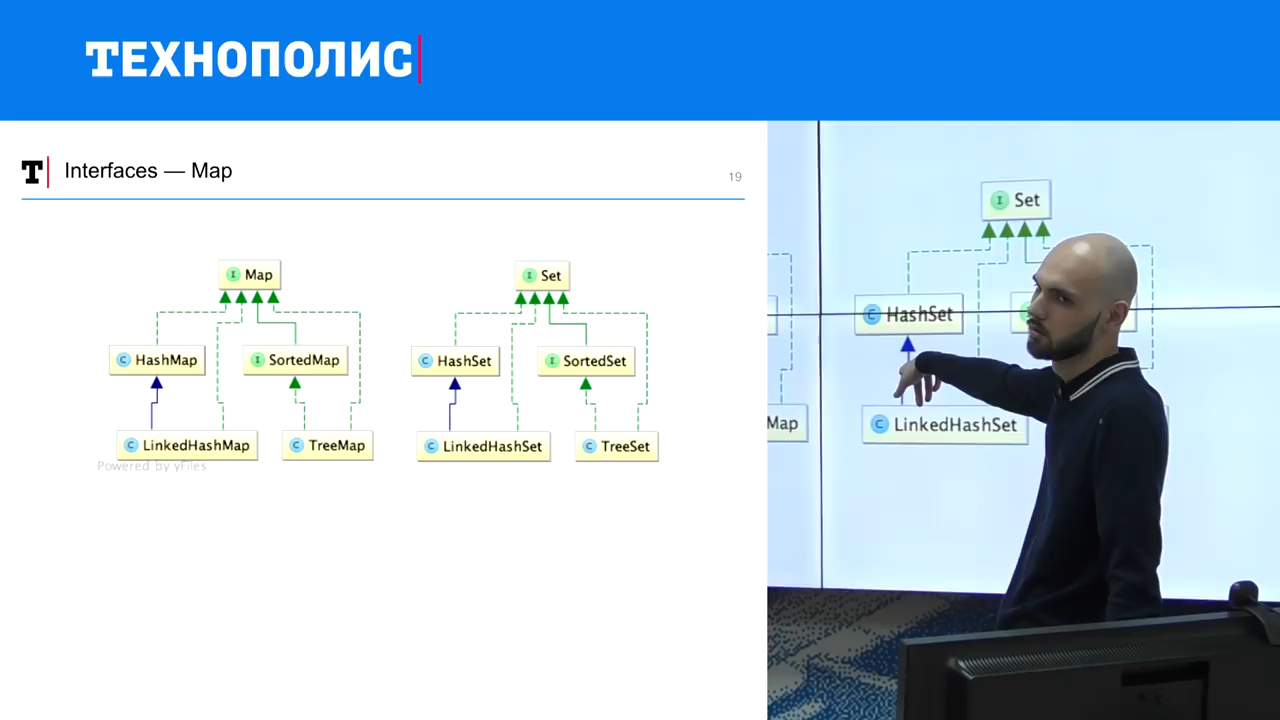 ТЕХНОПОЛИС
T Interfaces — Map
19
I Map
I Set
C HashMap
I SortedMap
C HashSet
I SortedSet
C LinkedHashMap
C TreeMap
C LinkedHashSet
C TreeSet
Powered by yFiles
I Set
C HashSet
Map
C LinkedHashSet